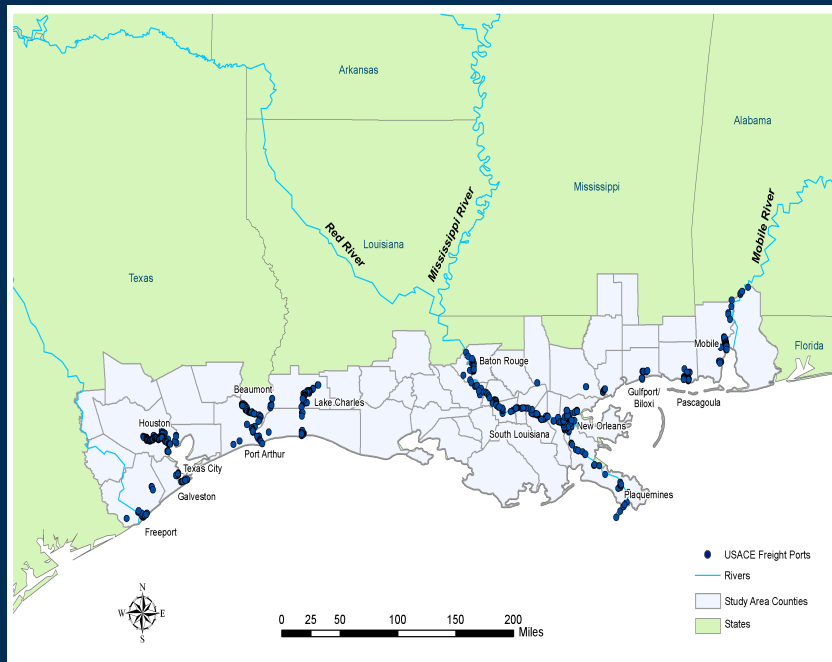 Arkansas
Alabama
Mississippi
Mississippi River
Mobile River
Red River
Louisiana
Texas
Florida
Mobile
Baton Rouge
Beaumont
Lake Charles
Gulfport/
Biloxi
Pascagoula
Houston
New Orleans
South Louisiana
Port Arthur
Texas City
Galveston
Plaquemines
Freeport
USACE Freight Ports
Rivers
Study Area Counties
States
N
W E
S
0 25 50 100 150 200
Miles